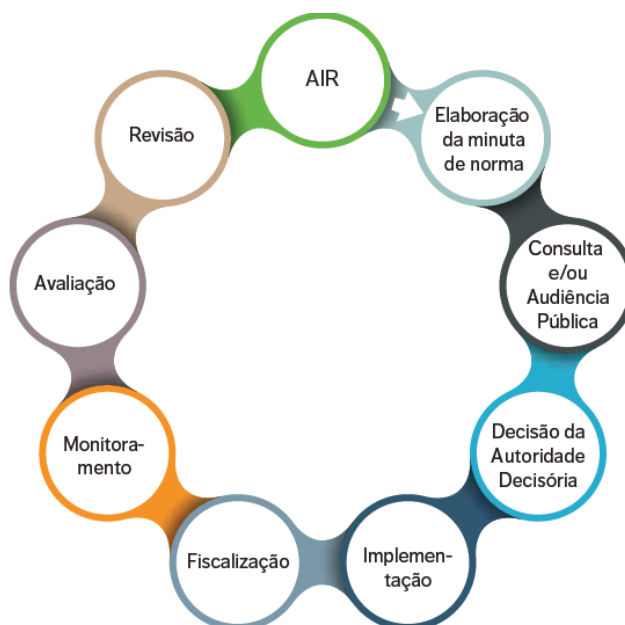 AIR
Elaboração
da minuta
de norma
Consulta
e/ou
Audiência
Pública
Decisão da
Autoridade
Decisória
Implemen-
tação
Fiscalização
Monitora-
mento
Avaliação
Revisão